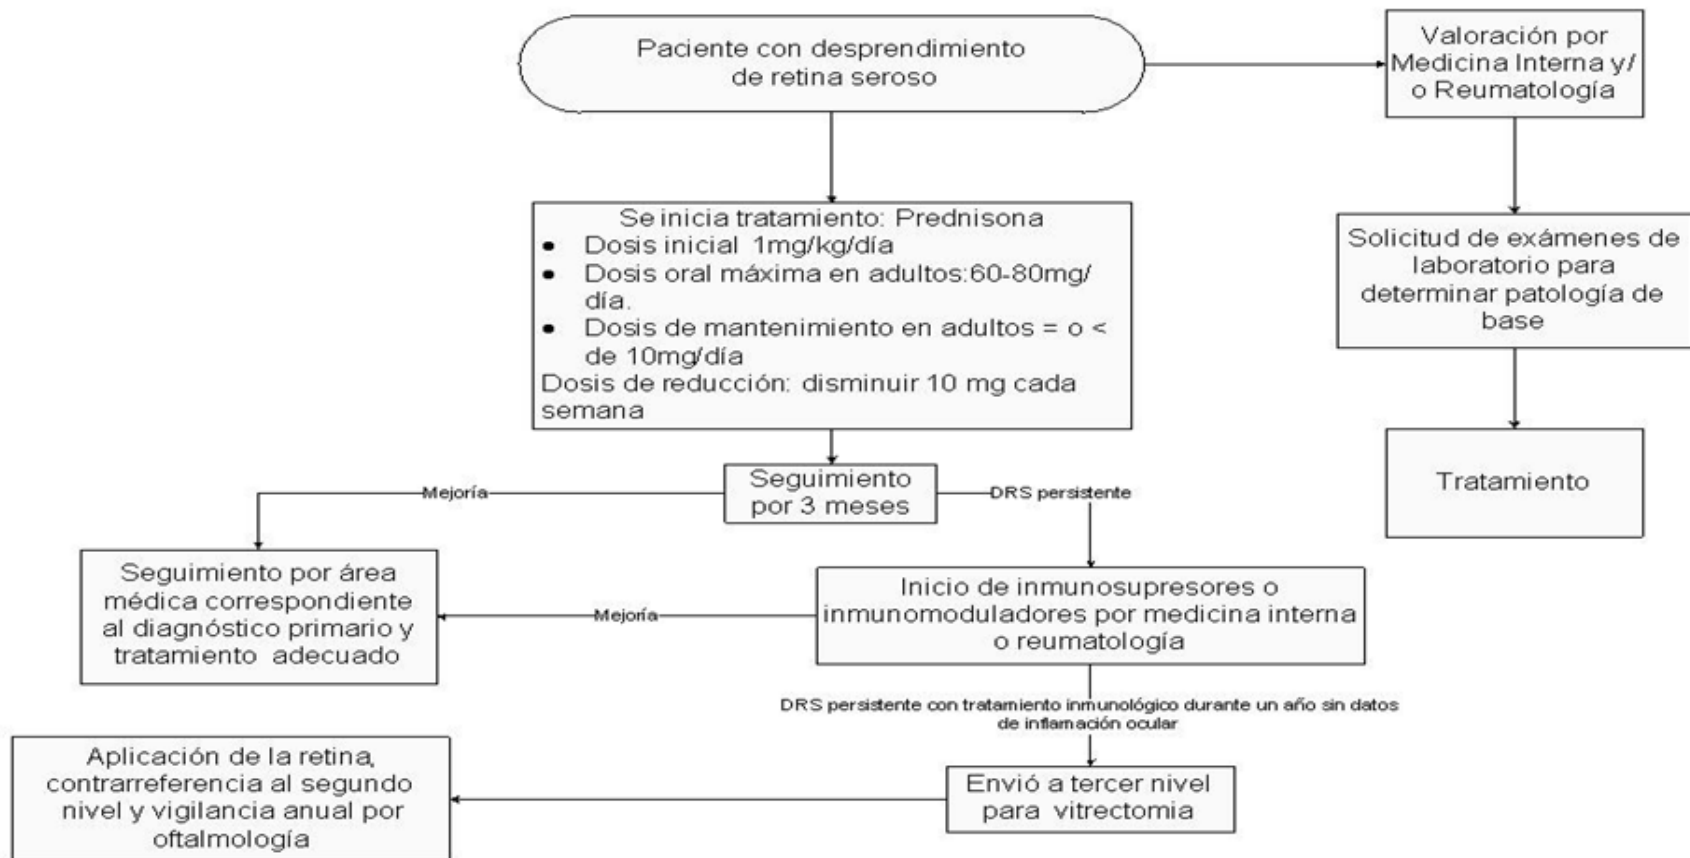 Paciente con desprendimiento
de retina seroso
Valoración por
Medicina Interna y/
o Reumatología
Se inicia tratamiento: Prednisona
• Dosis inicial 1mg/kg/día
• Dosis oral máxima en adultos:60-80mg/
día.
• Dosis de mantenimiento en adultos = o <
de 10mg/día
Dosis de reducción: disminuir 10 mg cada
semana
Solicitud de exámenes de
laboratorio para
determinar patología de
base
Tratamiento
Seguimiento
por 3 meses
Mejoría
DRS persistente
Seguimiento por área
médica correspondiente
al diagnóstico primario y
tratamiento adecuado
Mejoría
Inicio de inmunosupresores o
inmunomoduladores por medicina interna
o reumatología
DRS persistente con tratamiento inmunológico durante un año sin datos
de inflamación ocular
Envió a tercer nivel
para vitrectomia
Aplicación de la retina,
contrarreferencia al segundo
nivel y vigilancia anual por
oftalmología